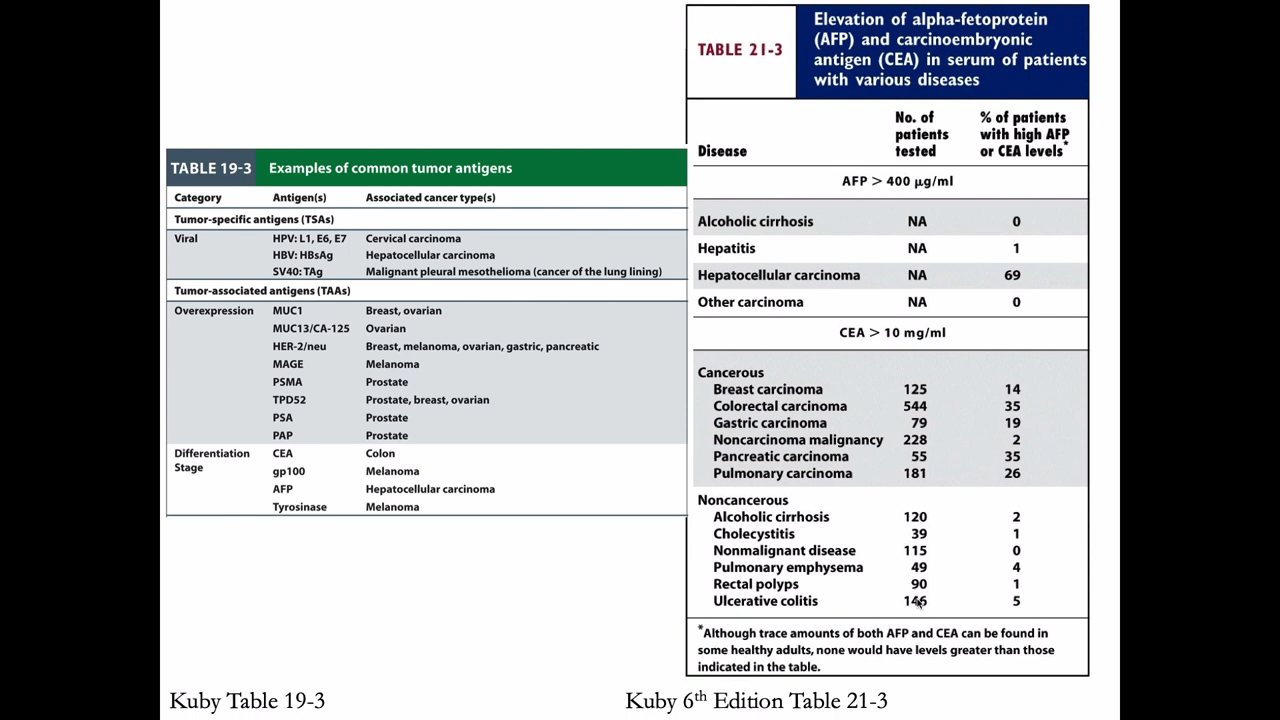 TABLE 19-3 Examples of common tumor antigens
Category Antigen(s) Associated cancer type(s)
Tumor-specific antigens (TSAs)
Viral HPV: L1, E6, E7 Cervical carcinoma
HBV: HBsAg Hepatocellular carcinoma
SV40: TAg Malignant pleural mesothelioma (cancer of the lung lining)
Tumor-associated antigens (TAAs)
Overexpression MUC1 Breast, ovarian
MUC13/CA-125 Ovarian
HER-2/neu Breast, melanoma, ovarian, gastric, pancreatic
MAGE Melanoma
PSMA Prostate
TPD52 Prostate, breast, ovarian
PSA Prostate
PAP Prostate
Differentiation CEA Colon
Stage
gp100 Melanoma
AFP Hepatocellular carcinoma
Tyrosinase Melanoma
Kuby Table 19-3
TABLE 21-3
Elevation of alpha-fetoprotein
(AFP) and carcinoembryonic
antigen (CEA) in serum of patients
with various diseases
No. of % of patients
patients with high AFP
Disease tested or CEA levels*
AFP > 400 μg/ml
Alcoholic cirrhosis NA 0
Hepatitis NA 1
Hepatocellular carcinoma NA 69
Other carcinoma NA 0
CEA > 10 mg/ml
Cancerous
Breast carcinoma 125 14
Colorectal carcinoma 544 35
Gastric carcinoma 79 19
Noncarcinoma malignancy 228 2
Pancreatic carcinoma 55 35
Pulmonary carcinoma 181 26
Noncancerous
Alcoholic cirrhosis 120 2
Cholecystitis 39 1
Nonmalignant disease 115 0
Pulmonary emphysema 49 4
Rectal polyps 90 1
Ulcerative colitis 146 5
*Although trace amounts of both AFP and CEA can be found in
some healthy adults, none would have levels greater than those
indicated in the table.
Kuby 6th Edition Table 21-3